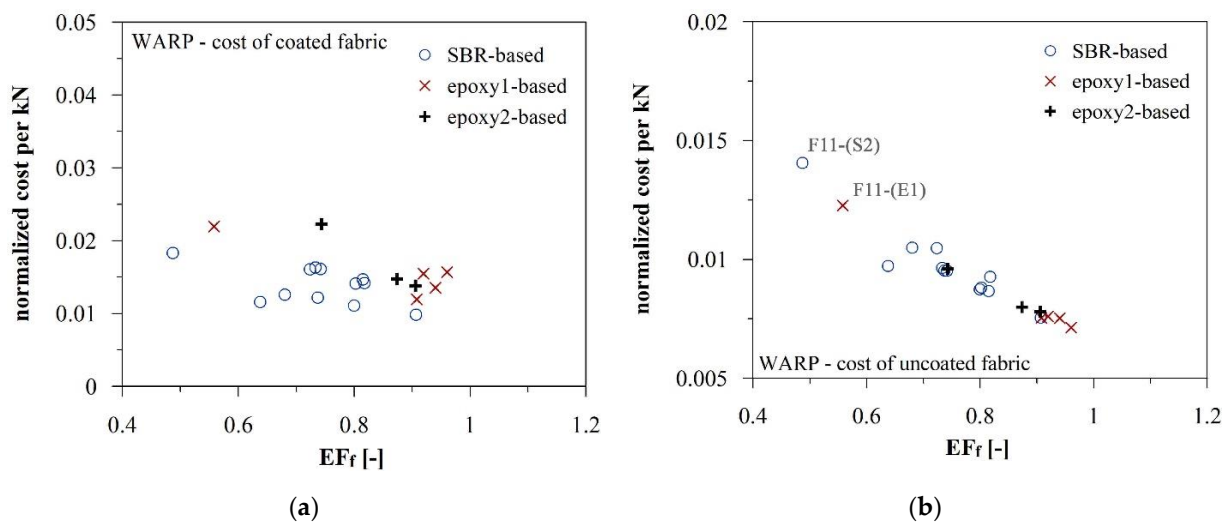 0.05
WARP - cost of coated fabric
SBR-based
epoxy1-based
epoxy2-based
0.04
0.03
0.02
0.01
0
0.4
0.6
0.8
1
1.2
normalized cost per kN
EFf [-]
(a)
0.02
SBR-based
epoxy1-based
epoxy2-based
0.015
F11-(S2)
F11-(E1)
0.01
WARP - cost of uncoated fabric
0.005
0.4
0.6
0.8
1
1.2
normalized cost per kN
EFf [-]
(b)